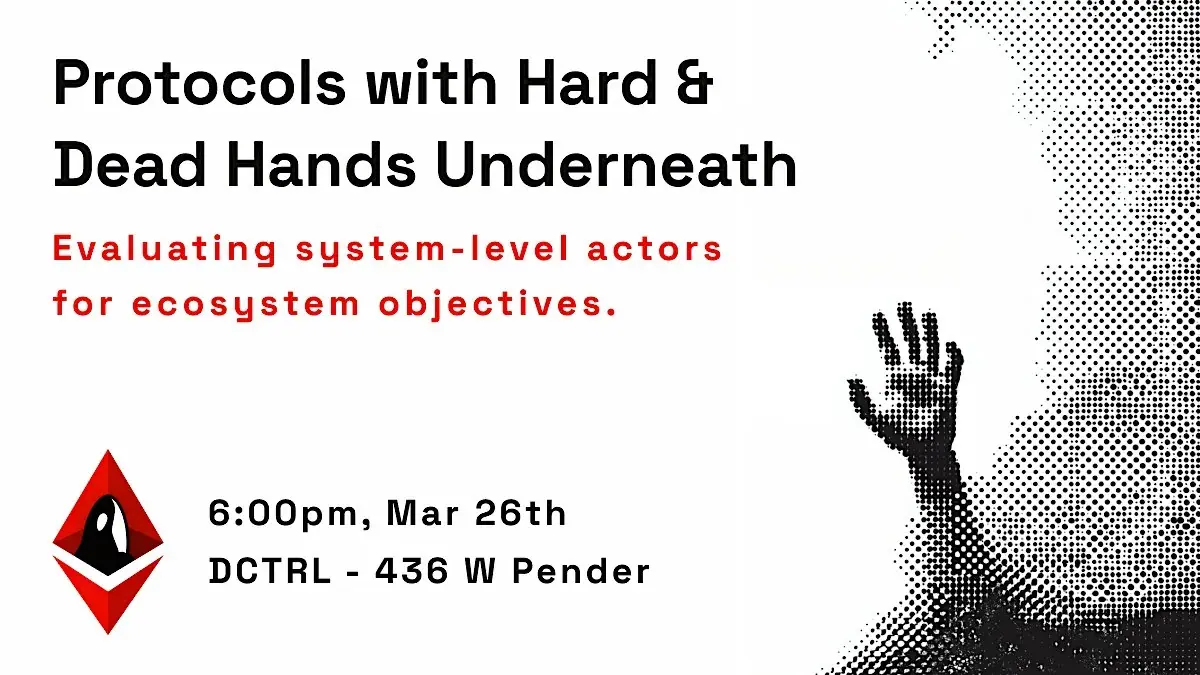 Protocols with Hard &
Dead Hands Underneath
Evaluating system-level actors
for ecosystem objectives.
6:00pm, Mar 26th
DCTRL - 436 W Pender